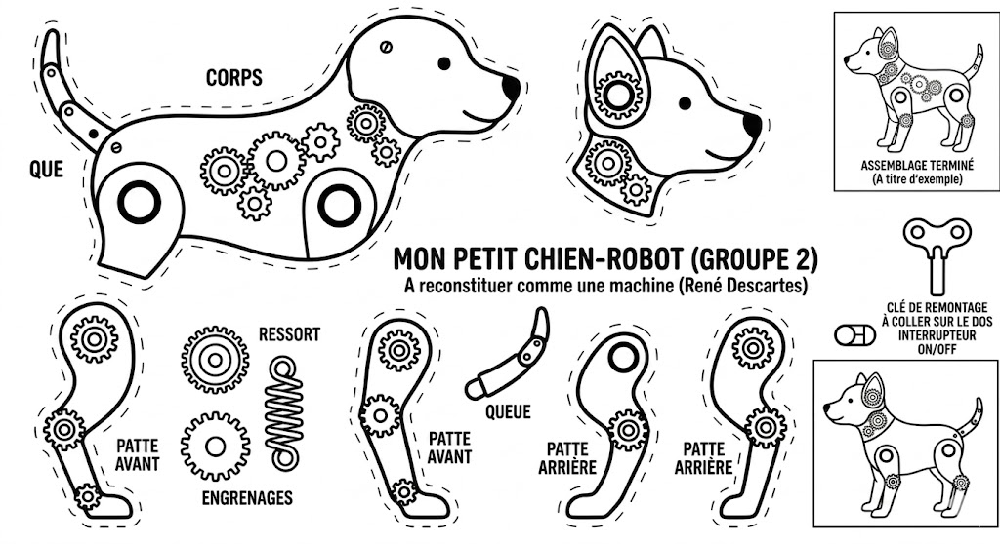 CORPS
QUE
ASSEMBLAGE TERMINÉ
(A titre d'exemple)
MON PETIT CHIEN-ROBOT (GROUPE 2)
A reconstituer comme une machine (René Descartes)
CLÉ DE REMONTAGE
À COLLER SUR LE DOS
INTERRUPTEUR
ON/OFF
RESSORT
PATTE
AVANT
ENGRENAGES
PATTE
AVANT
QUEUE
PATTE
ARRIÈRE
PATTE
ARRIÈRE